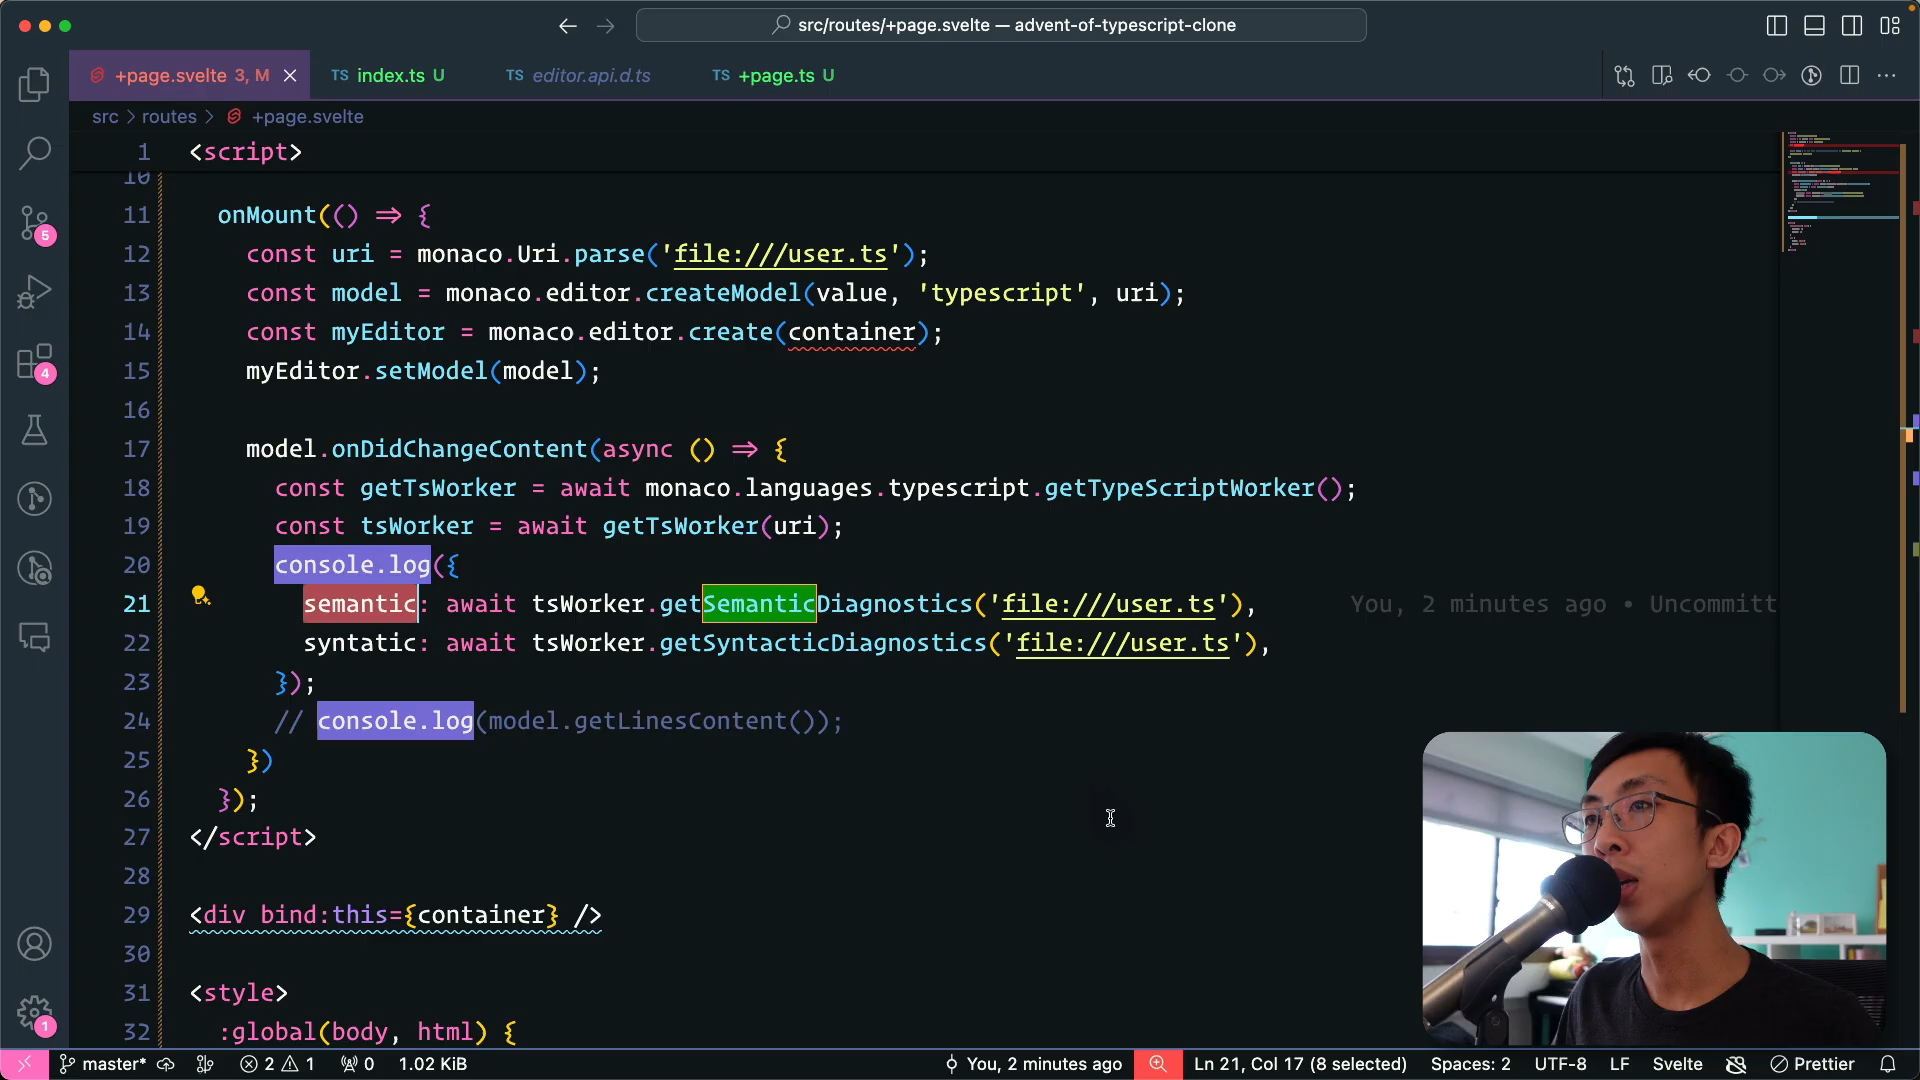 src/routes/+page.svelte — advent-of-typescript-clone
+page.svelte 3, M
TS index.ts U
TS editor.api.d.ts
TS +page.ts U
src > routes > +page.svelte
1 <script>
10
11 onMount(() => {
12 const uri = monaco.Uri.parse('file:///user.ts');
13 const model = monaco.editor.createModel(value, 'typescript', uri);
14 const myEditor = monaco.editor.create(container);
15 myEditor.setModel(model);
16
17 model.onDidChangeContent(async () => {
18 const getTsWorker = await monaco.languages.typescript.getTypeScriptWorker();
19 const tsWorker = await getTsWorker(uri);
20 console.log({
21 semantic: await tsWorker.getSemanticDiagnostics('file:///user.ts'), You, 2 minutes ago • Uncommitt
22 syntatic: await tsWorker.getSyntacticDiagnostics('file:///user.ts'),
23 });
24 // console.log(model.getLinesContent());
25 })
26 });
27 </script>
28
29 <div bind:this={container} />
30
31 <style>
32 :global(body, html) {
5
4
1
master* 2 1 0 1.02 KiB You, 2 minutes ago Ln 21, Col 17 (8 selected) Spaces: 2 UTF-8 LF Svelte Prettier